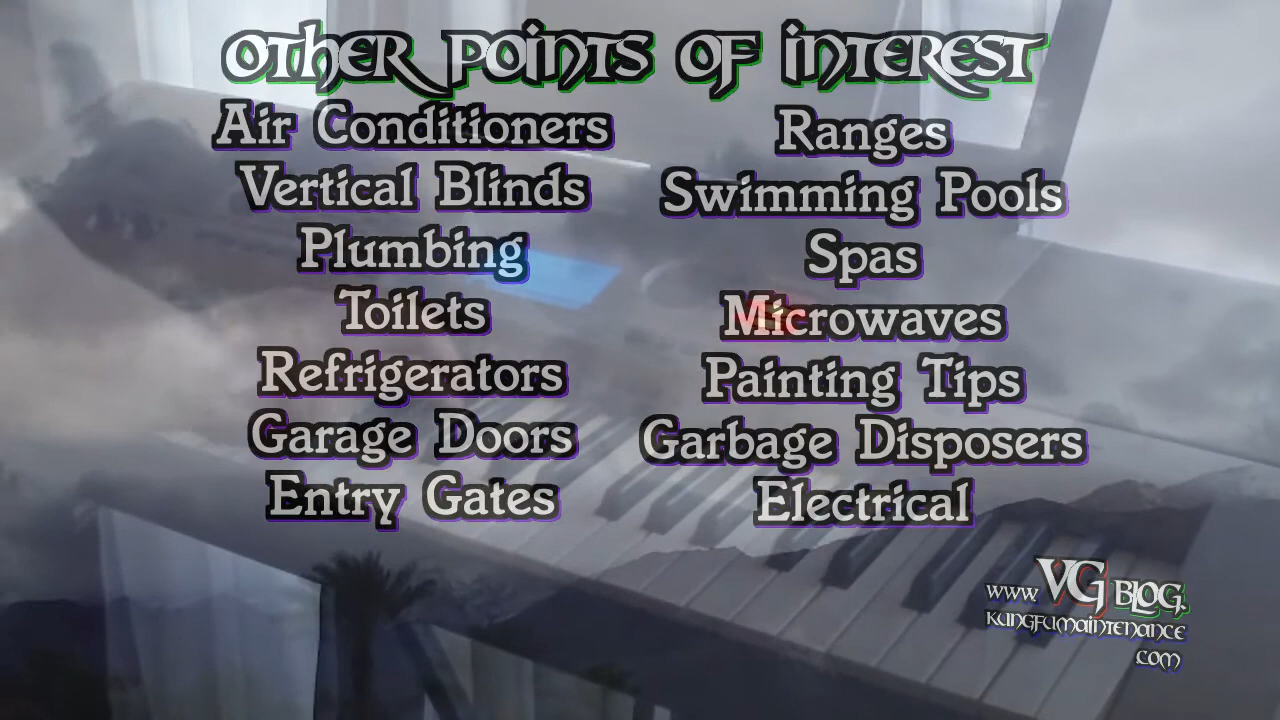 Other Points of Interest
Air Conditioners
Vertical Blinds
Plumbing
Toilets
Refrigerators
Garage Doors
Entry Gates
Ranges
Swimming Pools
Spas
Microwaves
Painting Tips
Garbage Disposers
Electrical
www. VG Blog.
kungfumaintenance
.com